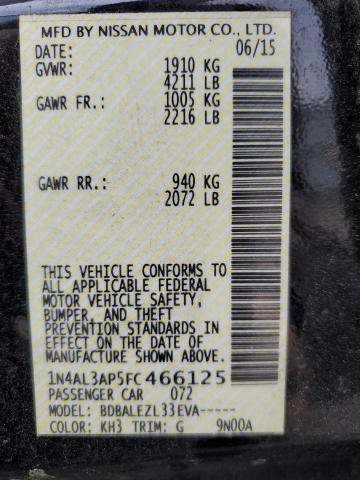 MFD BY NISSAN MOTOR CO., LTD.
DATE: 06/15
GVWR: 1910 KG
4211 LB
GAWR FR.: 1005 KG
2216 LB
GAWR RR.: 940 KG
2072 LB
THIS VEHICLE CONFORMS TO
ALL APPLICABLE FEDERAL
MOTOR VEHICLE SAFETY,
BUMPER, AND THEFT
PREVENTION STANDARDS IN
EFFECT ON THE DATE OF
MANUFACTURE SHOWN ABOVE.
1N4AL3AP5FC466125
PASSENGER CAR 072
MODEL: BDBALEZL33EVA-----
COLOR: KH3 TRIM: G 9N00A